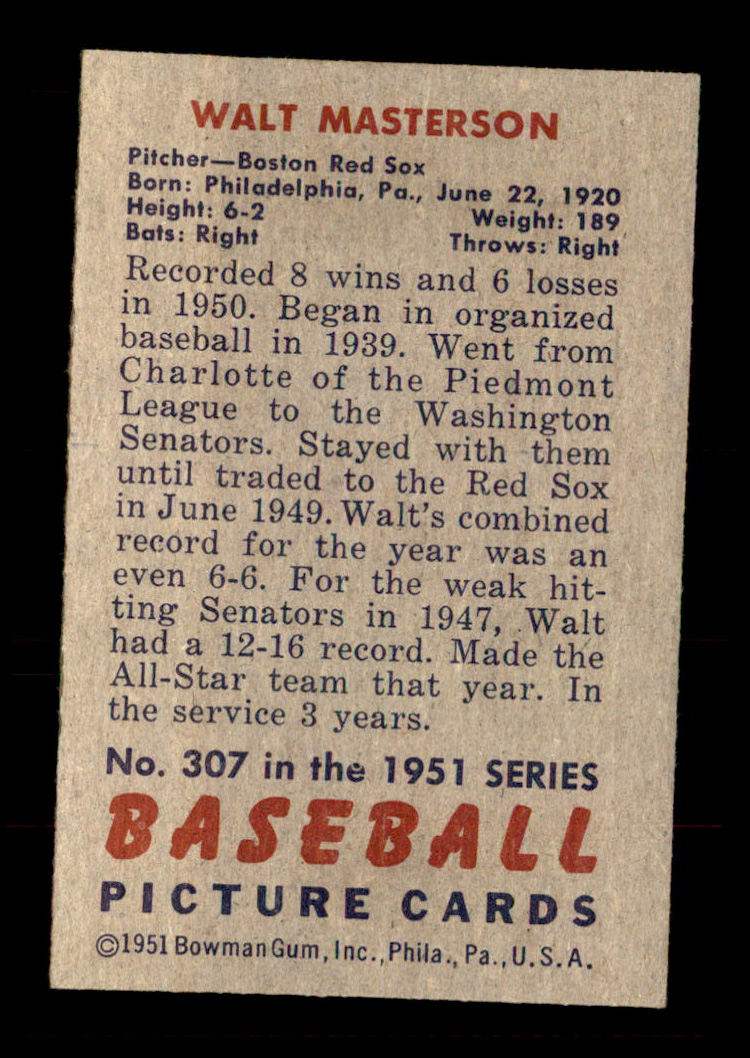 WALT MASTERSON
Pitcher—Boston Red Sox
Born: Philadelphia, Pa., June 22, 1920
Height: 6-2 Weight: 189
Bats: Right Throws: Right
Recorded 8 wins and 6 losses
in 1950. Began in organized
baseball in 1939. Went from
Charlotte of the Piedmont
League to the Washington
Senators. Stayed with them
until traded to the Red Sox
in June 1949. Walt's combined
record for the year was an
even 6-6. For the weak hit-
ting Senators in 1947, Walt
had a 12-16 record. Made the
All-Star team that year. In
the service 3 years.
No. 307 in the 1951 SERIES
BASEBALL
PICTURE CARDS
©1951 Bowman Gum, Inc., Phila., Pa., U.S.A.